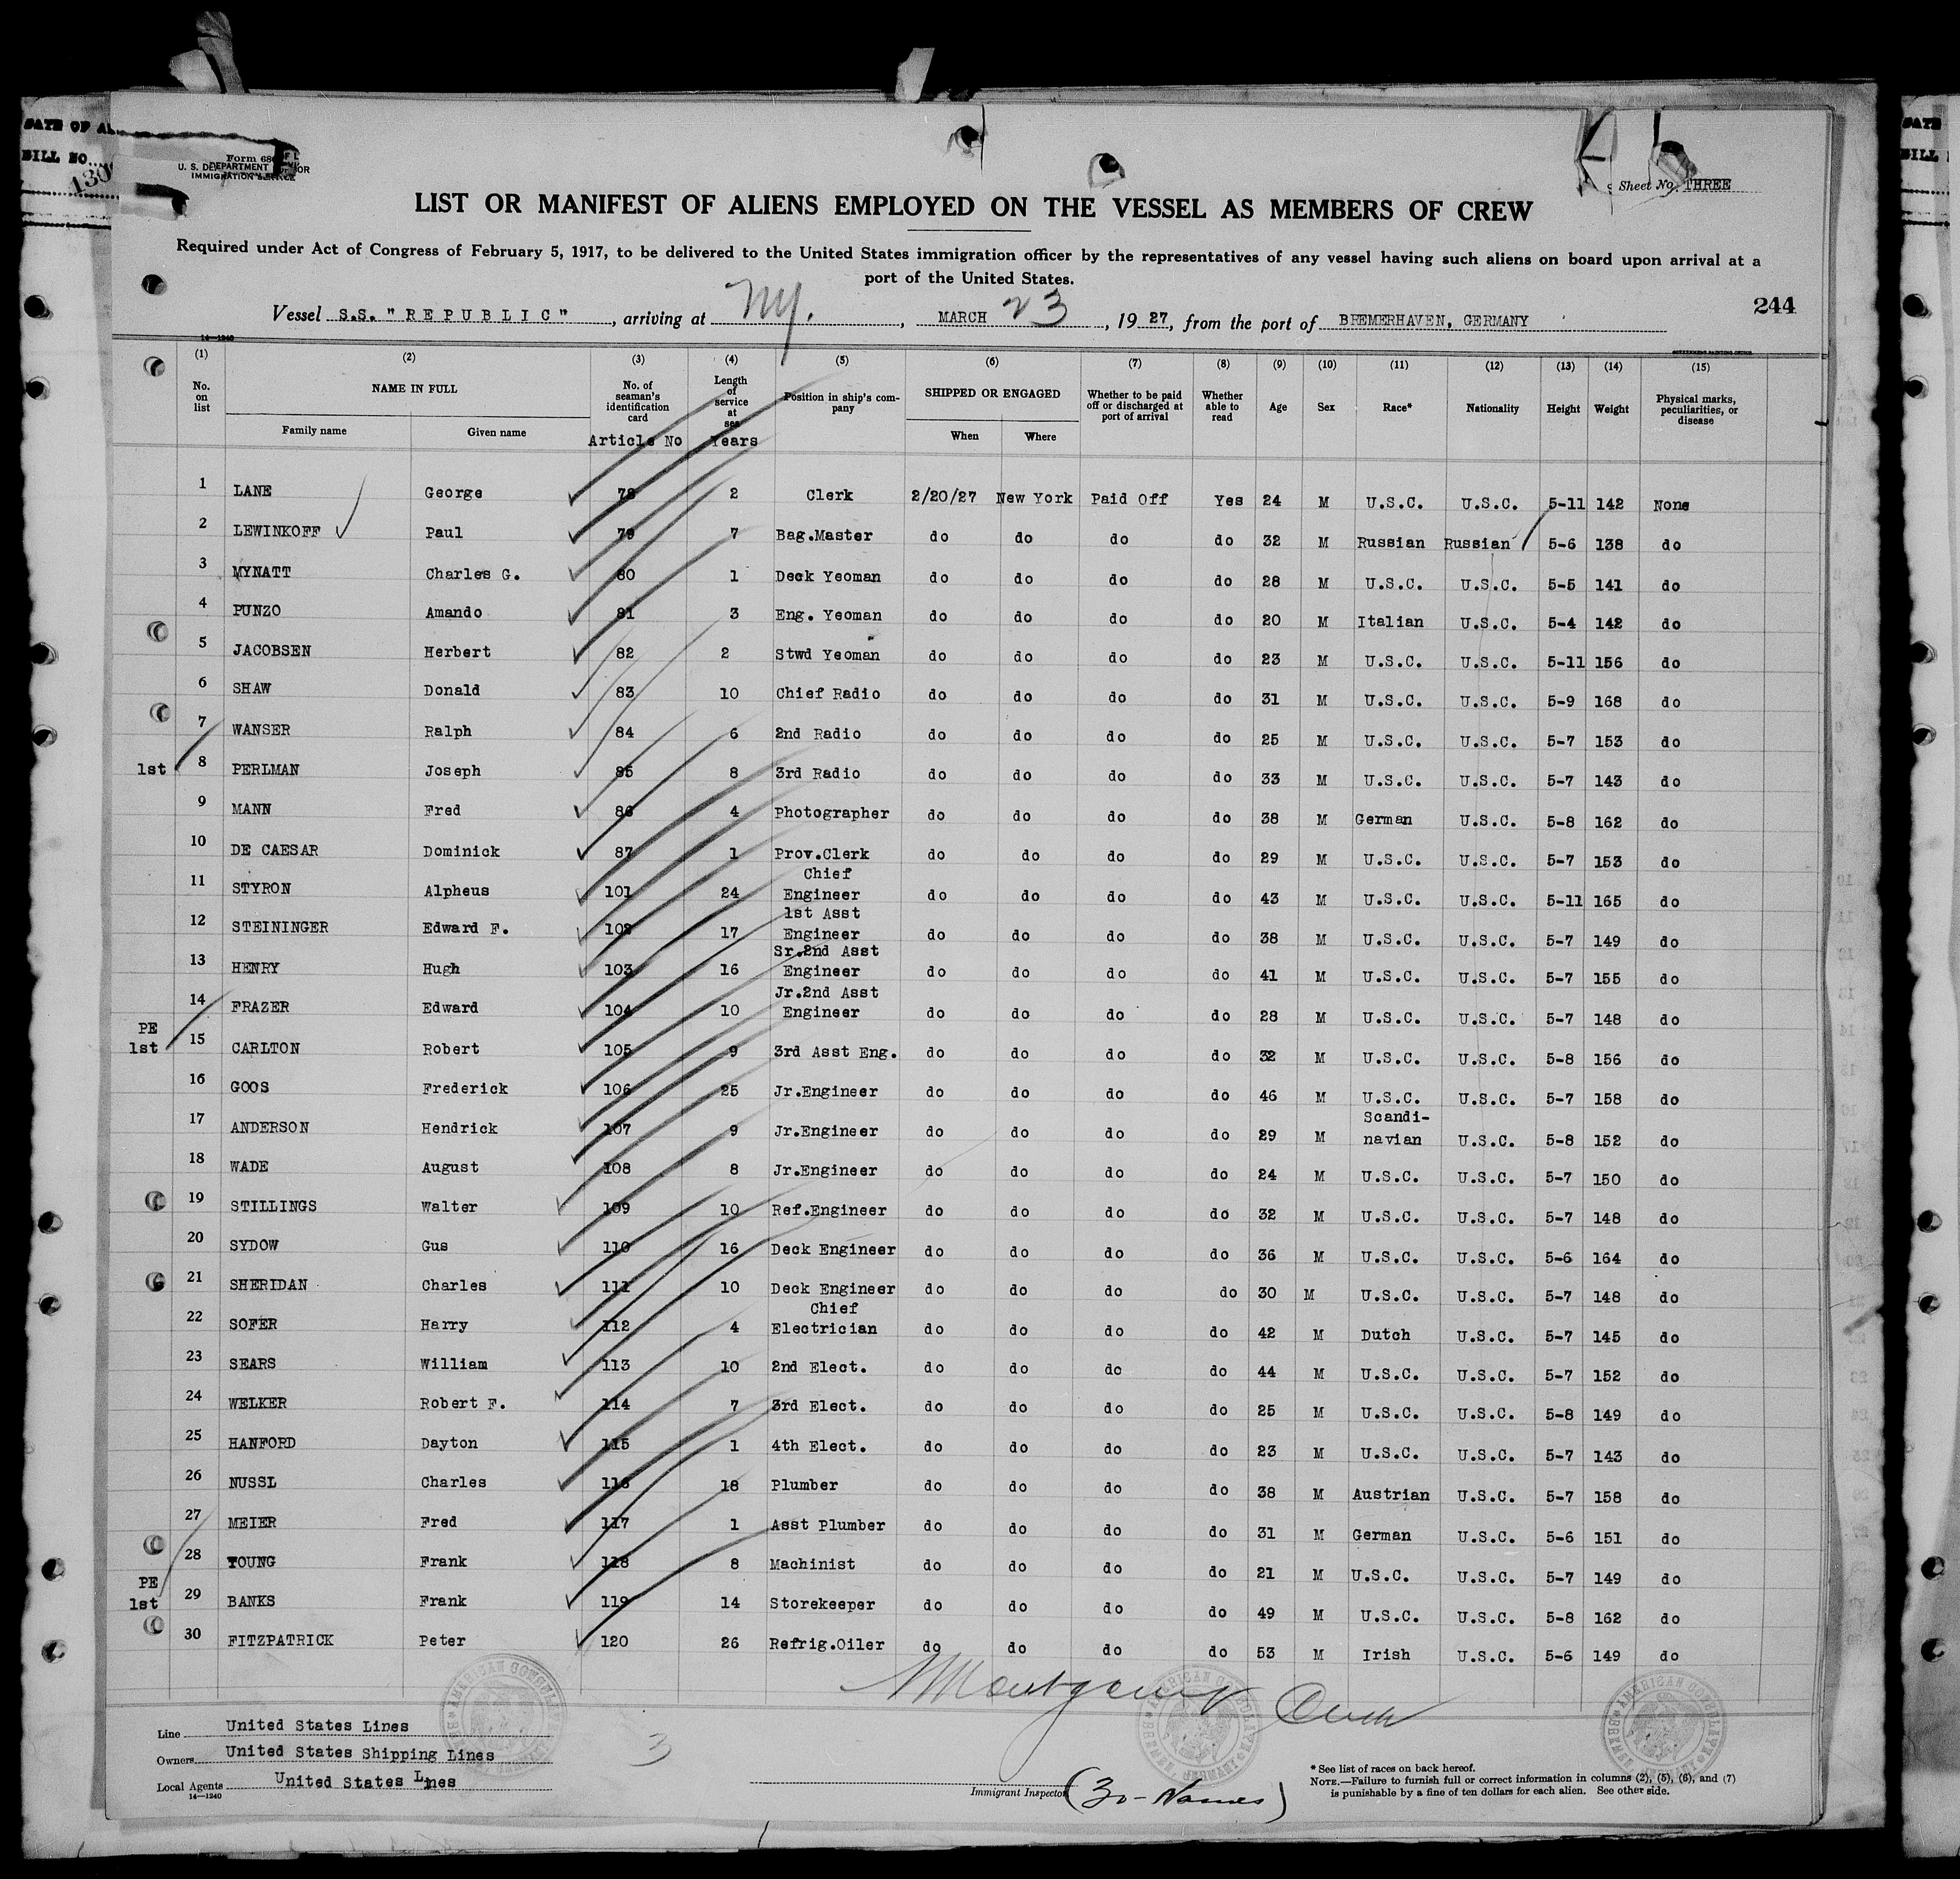 DATE OF
BILL NO.
130
Form 68
U. S. DEPARTMENT
IMMIGRATION SERVICE
Sheet No. THREE
LIST OR MANIFEST OF ALIENS EMPLOYED ON THE VESSEL AS MEMBERS OF CREW
Required under Act of Congress of February 5, 1917, to be delivered to the United States immigration officer by the representatives of any vessel having such aliens on board upon arrival at a
port of the United States.
244
Vessel S.S. "REPUBLIC", arriving at NY., MARCH 23, 1927, from the port of BREMERHAVEN, GERMANY
14—1240 GOVERNMENT PRINTING OFFICE
(1) (2) (3) (4) (5) (6) (7) (8) (9) (10) (11) (12) (13) (14) (15)
No. on list NAME IN FULL Family name Given name No. of seaman's identification card Article No Length of service at sea Years Position in ship's company SHIPPED OR ENGAGED When Where Whether to be paid off or discharged at port of arrival Whether able to read Age Sex Race* Nationality Height Weight Physical marks, peculiarities, or disease
1 LANE George 78 2 Clerk 2/20/27 New York Paid Off Yes 24 M U.S.C. U.S.C. 5-11 142 None
2 LEWINKOFF Paul 79 7 Bag.Master do do do do 32 M Russian Russian 5-6 138 do
3 MYNATT Charles G. 80 1 Deck Yeoman do do do do 28 M U.S.C. U.S.C. 5-5 141 do
4 PUNZO Amando 81 3 Eng. Yeoman do do do do 20 M Italian U.S.C. 5-4 142 do
5 JACOBSEN Herbert 82 2 Stwd Yeoman do do do do 23 M U.S.C. U.S.C. 5-11 156 do
6 SHAW Donald 83 10 Chief Radio do do do do 31 M U.S.C. U.S.C. 5-9 168 do
7 WANSER Ralph 84 6 2nd Radio do do do do 25 M U.S.C. U.S.C. 5-7 153 do
1st 8 PERLMAN Joseph 85 8 3rd Radio do do do do 33 M U.S.C. U.S.C. 5-7 143 do
9 MANN Fred 86 4 Photographer do do do do 38 M German U.S.C. 5-8 162 do
10 DE CAESAR Dominick 87 1 Prov.Clerk do do do do 29 M U.S.C. U.S.C. 5-7 153 do
11 STYRON Alpheus 101 24 Chief Engineer do do do do 43 M U.S.C. U.S.C. 5-11 165 do
12 STEININGER Edward F. 102 17 1st Asst Engineer do do do do 38 M U.S.C. U.S.C. 5-7 149 do
13 HENRY Hugh 103 16 Sr.2nd Asst Engineer do do do do 41 M U.S.C. U.S.C. 5-7 155 do
14 FRAZER Edward 104 10 Jr.2nd Asst Engineer do do do do 28 M U.S.C. U.S.C. 5-7 148 do
PE 1st 15 CARLTON Robert 105 9 3rd Asst Eng. do do do do 32 M U.S.C. U.S.C. 5-8 156 do
16 GOOS Frederick 106 25 Jr.Engineer do do do do 46 M U.S.C. U.S.C. 5-7 158 do
17 ANDERSON Hendrick 107 9 Jr.Engineer do do do do 29 M Scandi-navian U.S.C. 5-8 152 do
18 WADE August 108 8 Jr.Engineer do do do do 24 M U.S.C. U.S.C. 5-7 150 do
19 STILLINGS Walter 109 10 Ref.Engineer do do do do 32 M U.S.C. U.S.C. 5-7 148 do
20 SYDOW Gus 110 16 Deck Engineer do do do do 36 M U.S.C. U.S.C. 5-6 164 do
21 SHERIDAN Charles 111 10 Deck Engineer do do do do 30 M U.S.C. U.S.C. 5-7 148 do
22 SOFER Harry 112 4 Chief Electrician do do do do 42 M Dutch U.S.C. 5-7 145 do
23 SEARS William 113 10 2nd Elect. do do do do 44 M U.S.C. U.S.C. 5-7 152 do
24 WELKER Robert F. 114 7 3rd Elect. do do do do 25 M U.S.C. U.S.C. 5-8 149 do
25 HANFORD Dayton 115 1 4th Elect. do do do do 23 M U.S.C. U.S.C. 5-7 143 do
26 NUSSL Charles 116 18 Plumber do do do do 38 M Austrian U.S.C. 5-7 158 do
27 MEIER Fred 117 1 Asst Plumber do do do do 31 M German U.S.C. 5-6 151 do
28 YOUNG Frank 118 8 Machinist do do do do 21 M U.S.C. U.S.C. 5-7 149 do
PE 1st 29 BANKS Frank 119 14 Storekeeper do do do do 49 M U.S.C. U.S.C. 5-8 162 do
30 FITZPATRICK Peter 120 26 Refrig.Oiler do do do do 53 M Irish U.S.C. 5-6 149 do
Line United States Lines
Owners United States Shipping Lines
Local Agents United States Lines
14—1240
3
Immigrant Inspector
(30 - Names)
* See list of races on back hereof.
NOTE.—Failure to furnish full or correct information in columns (2), (5), (6), and (7)
is punishable by a fine of ten dollars for each alien. See other side.